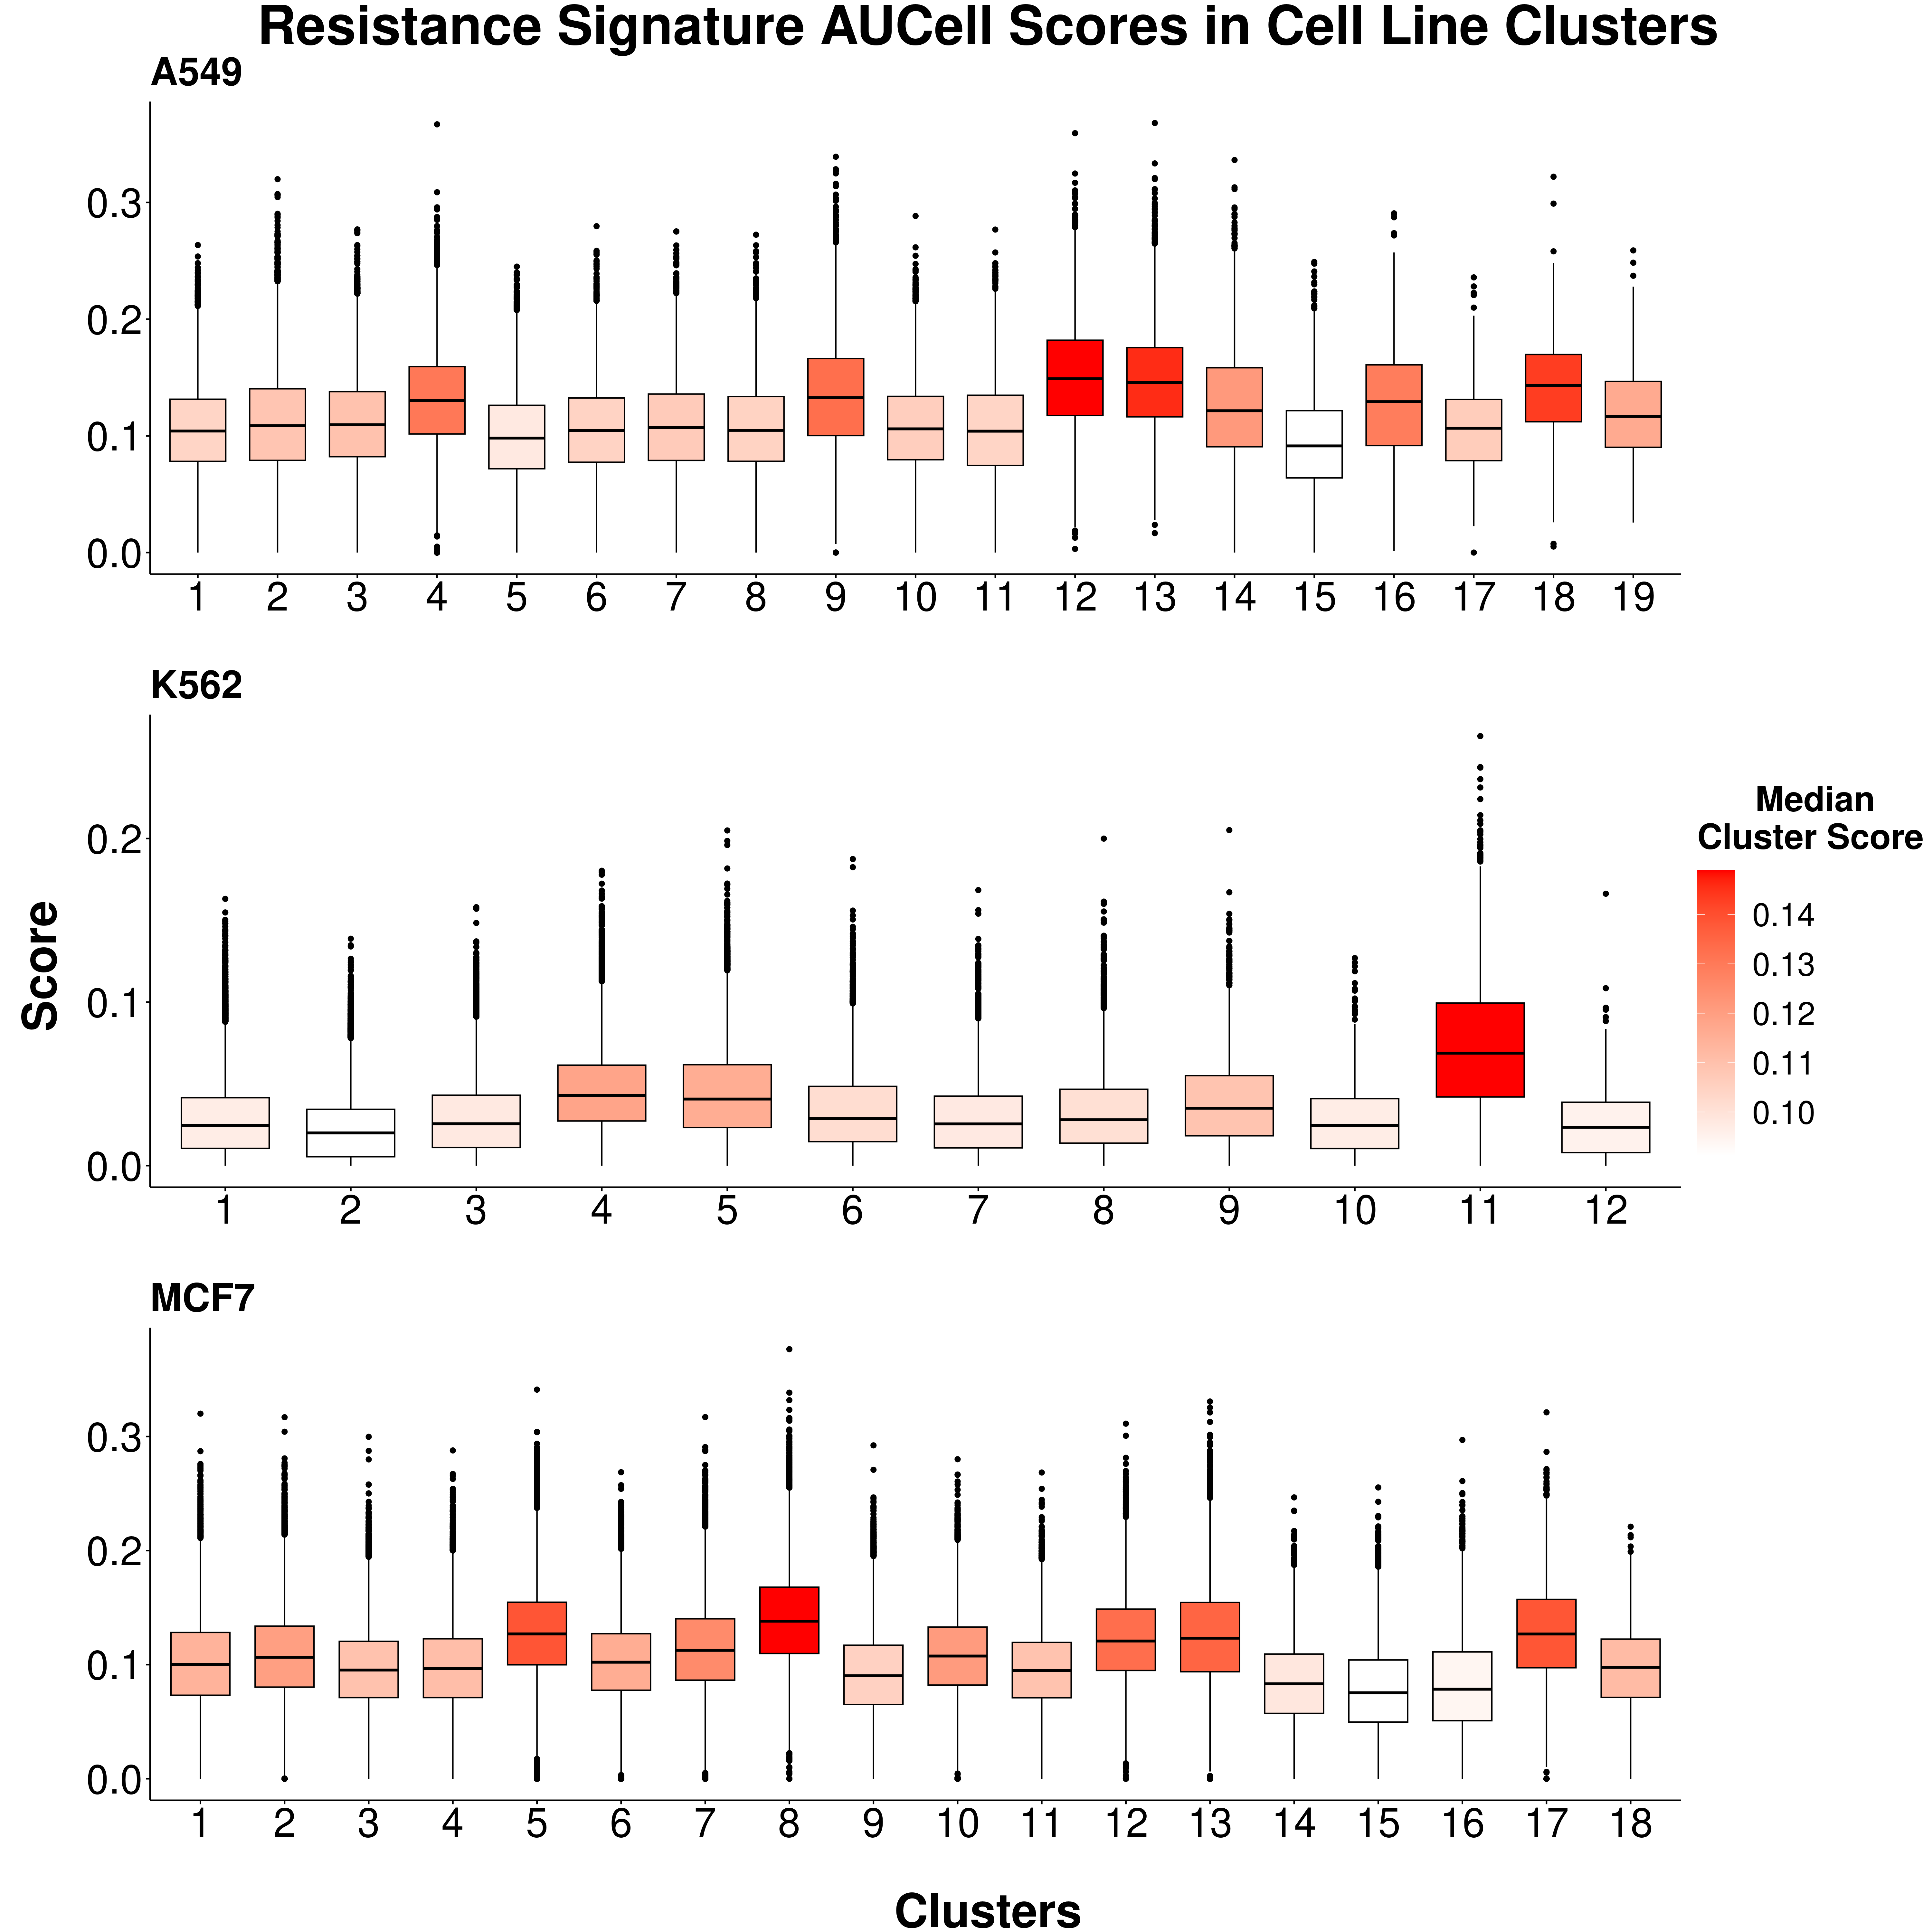 Resistance Signature AUCell Scores in Cell Line Clusters
A549
0.3
0.2
0.1
0.0
1 2 3 4 5 6 7 8 9 10 11 12 13 14 15 16 17 18 19
K562
0.2
0.1
0.0
1 2 3 4 5 6 7 8 9 10 11 12
Score
Median
Cluster Score
0.14
0.13
0.12
0.11
0.10
MCF7
0.3
0.2
0.1
0.0
1 2 3 4 5 6 7 8 9 10 11 12 13 14 15 16 17 18
Clusters